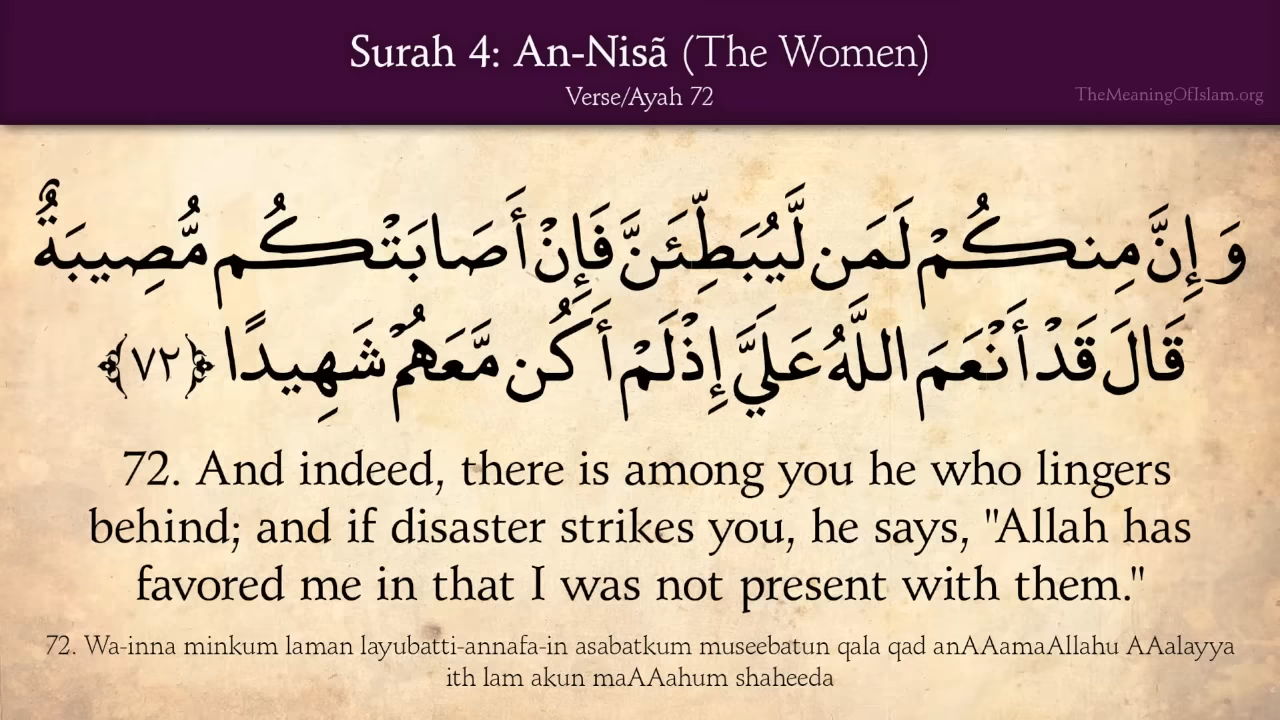 Surah 4: An-Nisã (The Women)
Verse/Ayah 72
TheMeaningOfIslam.org
وَإِنَّ مِنكُمْ لَمَن لَّيُبَطِّئَنَّ فَإِنْ أَصَابَتْكُم مُّصِيبَةٌ
قَالَ قَدْ أَنْعَمَ اللَّهُ عَلَيَّ إِذْ لَمْ أَكُن مَّعَهُمْ شَهِيدًا ﴿٧٢﴾
72. And indeed, there is among you he who lingers
behind; and if disaster strikes you, he says, "Allah has
favored me in that I was not present with them."
72. Wa-inna minkum laman layubatti-annafa-in asabatkum museebatun qala qad anAAamaAllahu AAalayya
ith lam akun maAAahum shaheeda